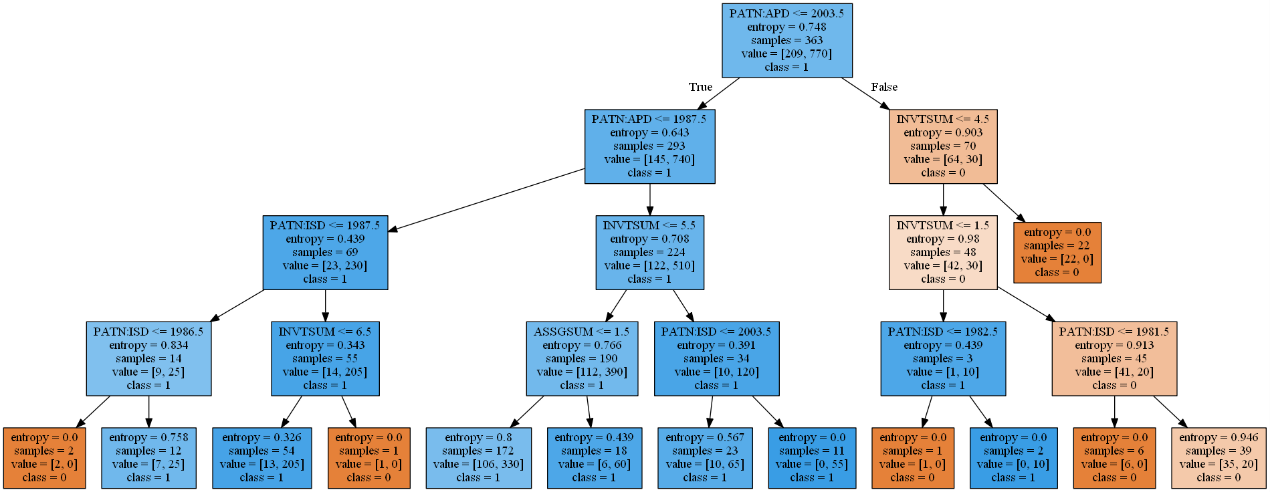 PATN:APD <= 2003.5
entropy = 0.748
samples = 363
value = [209, 770]
class = 1
True
False
PATN:APD <= 1987.5
entropy = 0.643
samples = 293
value = [145, 740]
class = 1
INVTSUM <= 4.5
entropy = 0.903
samples = 70
value = [64, 30]
class = 0
PATN:ISD <= 1987.5
entropy = 0.439
samples = 69
value = [23, 230]
class = 1
INVTSUM <= 5.5
entropy = 0.708
samples = 224
value = [122, 510]
class = 1
INVTSUM <= 1.5
entropy = 0.98
samples = 48
value = [42, 30]
class = 0
entropy = 0.0
samples = 22
value = [22, 0]
class = 0
PATN:ISD <= 1986.5
entropy = 0.834
samples = 14
value = [9, 25]
class = 1
INVTSUM <= 6.5
entropy = 0.343
samples = 55
value = [14, 205]
class = 1
ASSGSUM <= 1.5
entropy = 0.766
samples = 190
value = [112, 390]
class = 1
PATN:ISD <= 2003.5
entropy = 0.391
samples = 34
value = [10, 120]
class = 1
PATN:ISD <= 1982.5
entropy = 0.439
samples = 3
value = [1, 10]
class = 1
PATN:ISD <= 1981.5
entropy = 0.913
samples = 45
value = [41, 20]
class = 0
entropy = 0.0
samples = 2
value = [2, 0]
class = 0
entropy = 0.758
samples = 12
value = [7, 25]
class = 1
entropy = 0.326
samples = 54
value = [13, 205]
class = 1
entropy = 0.0
samples = 1
value = [1, 0]
class = 0
entropy = 0.8
samples = 172
value = [106, 330]
class = 1
entropy = 0.439
samples = 18
value = [6, 60]
class = 1
entropy = 0.567
samples = 23
value = [10, 65]
class = 1
entropy = 0.0
samples = 11
value = [0, 55]
class = 1
entropy = 0.0
samples = 1
value = [1, 0]
class = 0
entropy = 0.0
samples = 2
value = [0, 10]
class = 1
entropy = 0.0
samples = 6
value = [6, 0]
class = 0
entropy = 0.946
samples = 39
value = [35, 20]
class = 0